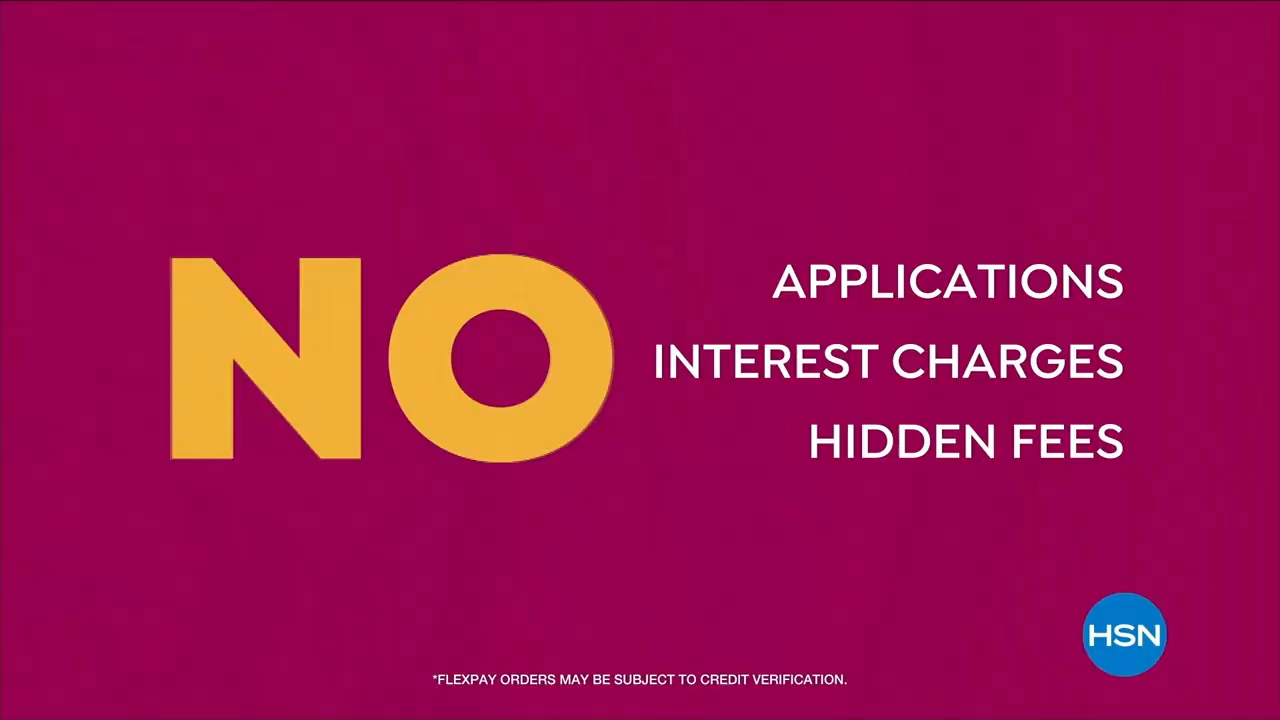 NO
APPLICATIONS
INTEREST CHARGES
HIDDEN FEES
HSN
*FLEXPAY ORDERS MAY BE SUBJECT TO CREDIT VERIFICATION.